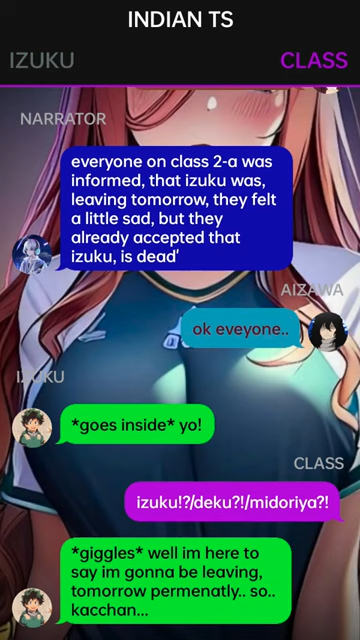 INDIAN TS
IZUKU
CLASS
NARRATOR
everyone on class 2-a was
informed, that izuku was,
leaving tomorrow, they felt
a little sad, but they
already accepted that
izuku, is dead'
AIZAWA
ok eveyone..
IZUKU
*goes inside* yo!
CLASS
izuku!?/deku?!/midoriya?!
*giggles* well im here to
say im gonna be leaving,
tomorrow permenatly.. so..
kacchan...